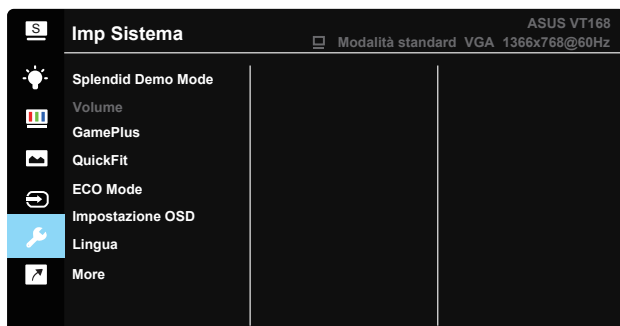 S
Imp Sistema
ASUS VT168
Modalità standard VGA 1366x768@60Hz
Splendid Demo Mode
Volume
GamePlus
QuickFit
ECO Mode
Impostazione OSD
Lingua
More